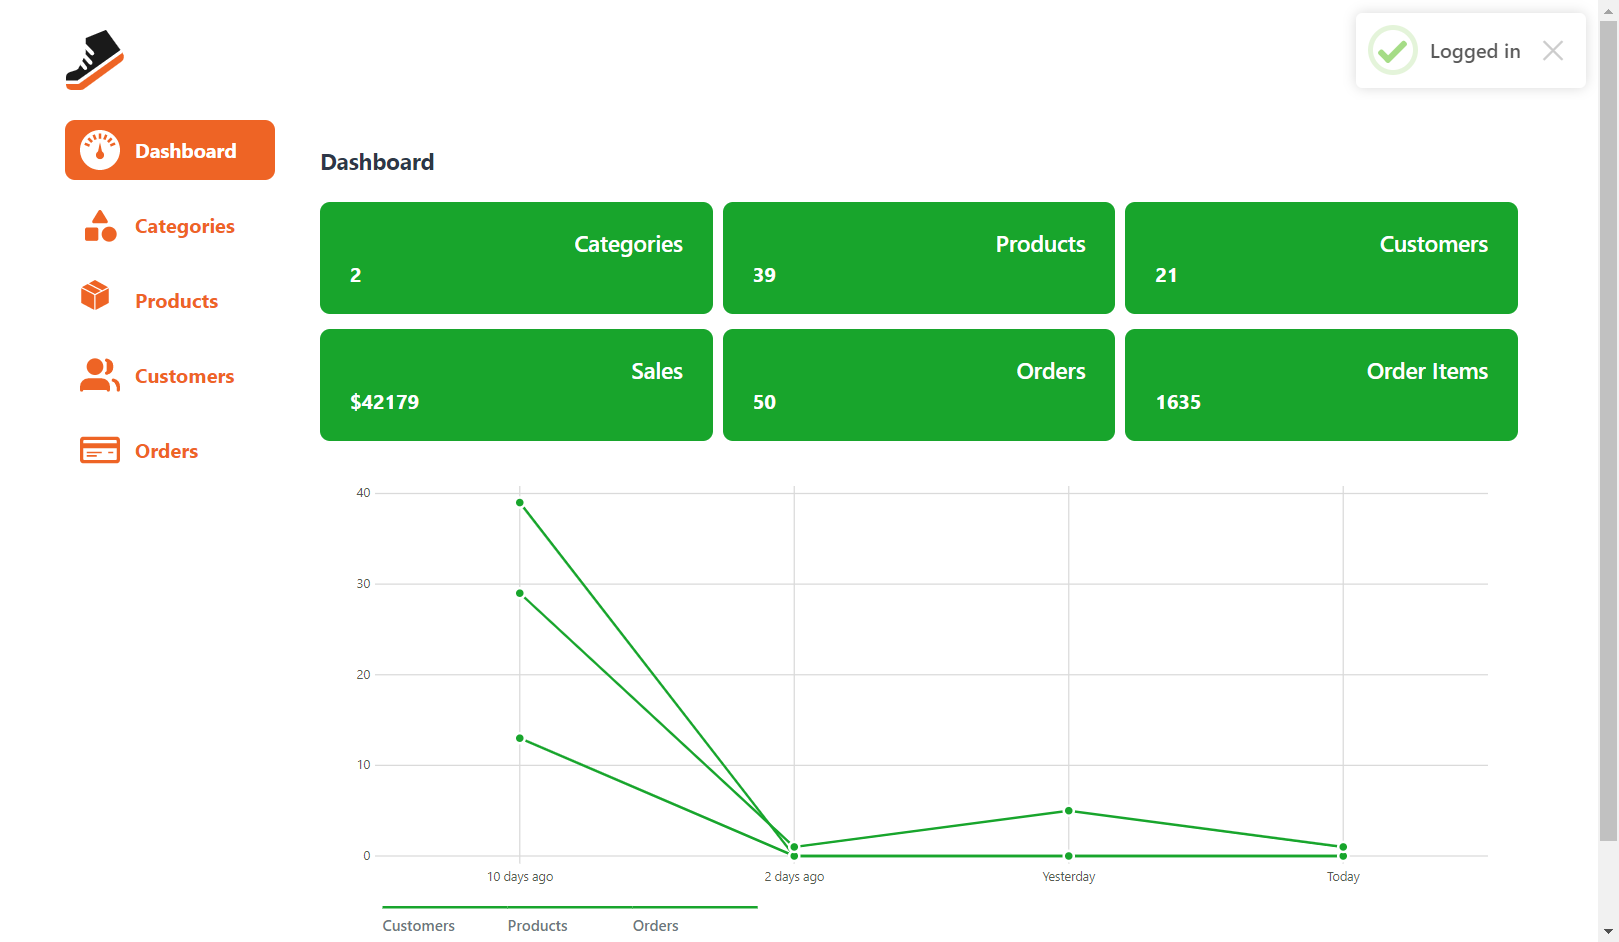 Logged in
Dashboard
Categories
Products
Customers
Orders
Dashboard
Categories
2
Products
39
Customers
21
Sales
$42179
Orders
50
Order Items
1635
40
30
20
10
0
10 days ago
2 days ago
Yesterday
Today
Customers
Products
Orders